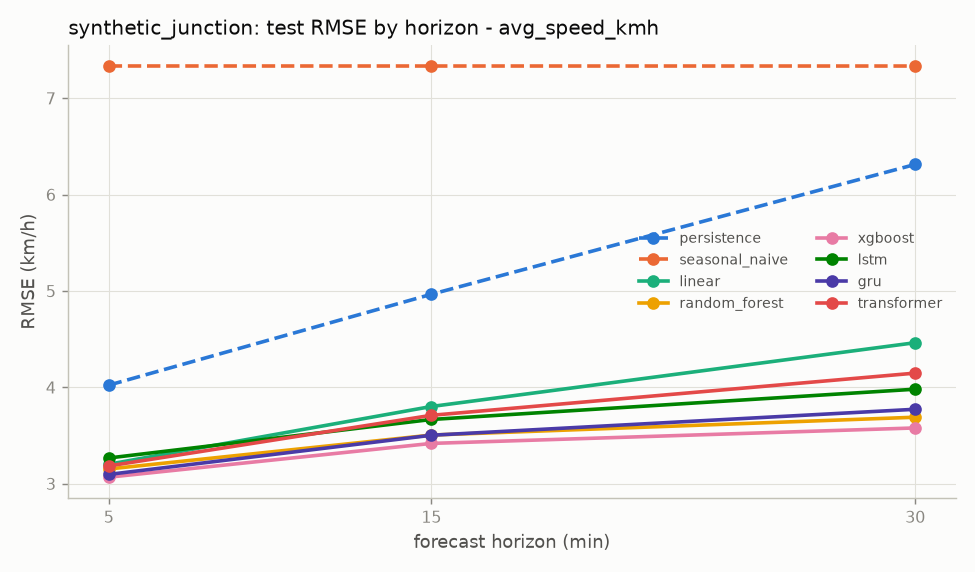 synthetic_junction: test RMSE by horizon - avg_speed_kmh
RMSE (km/h)
7
6
5
4
3
persistence
seasonal_naive
linear
random_forest
xgboost
lstm
gru
transformer
5
15
30
forecast horizon (min)